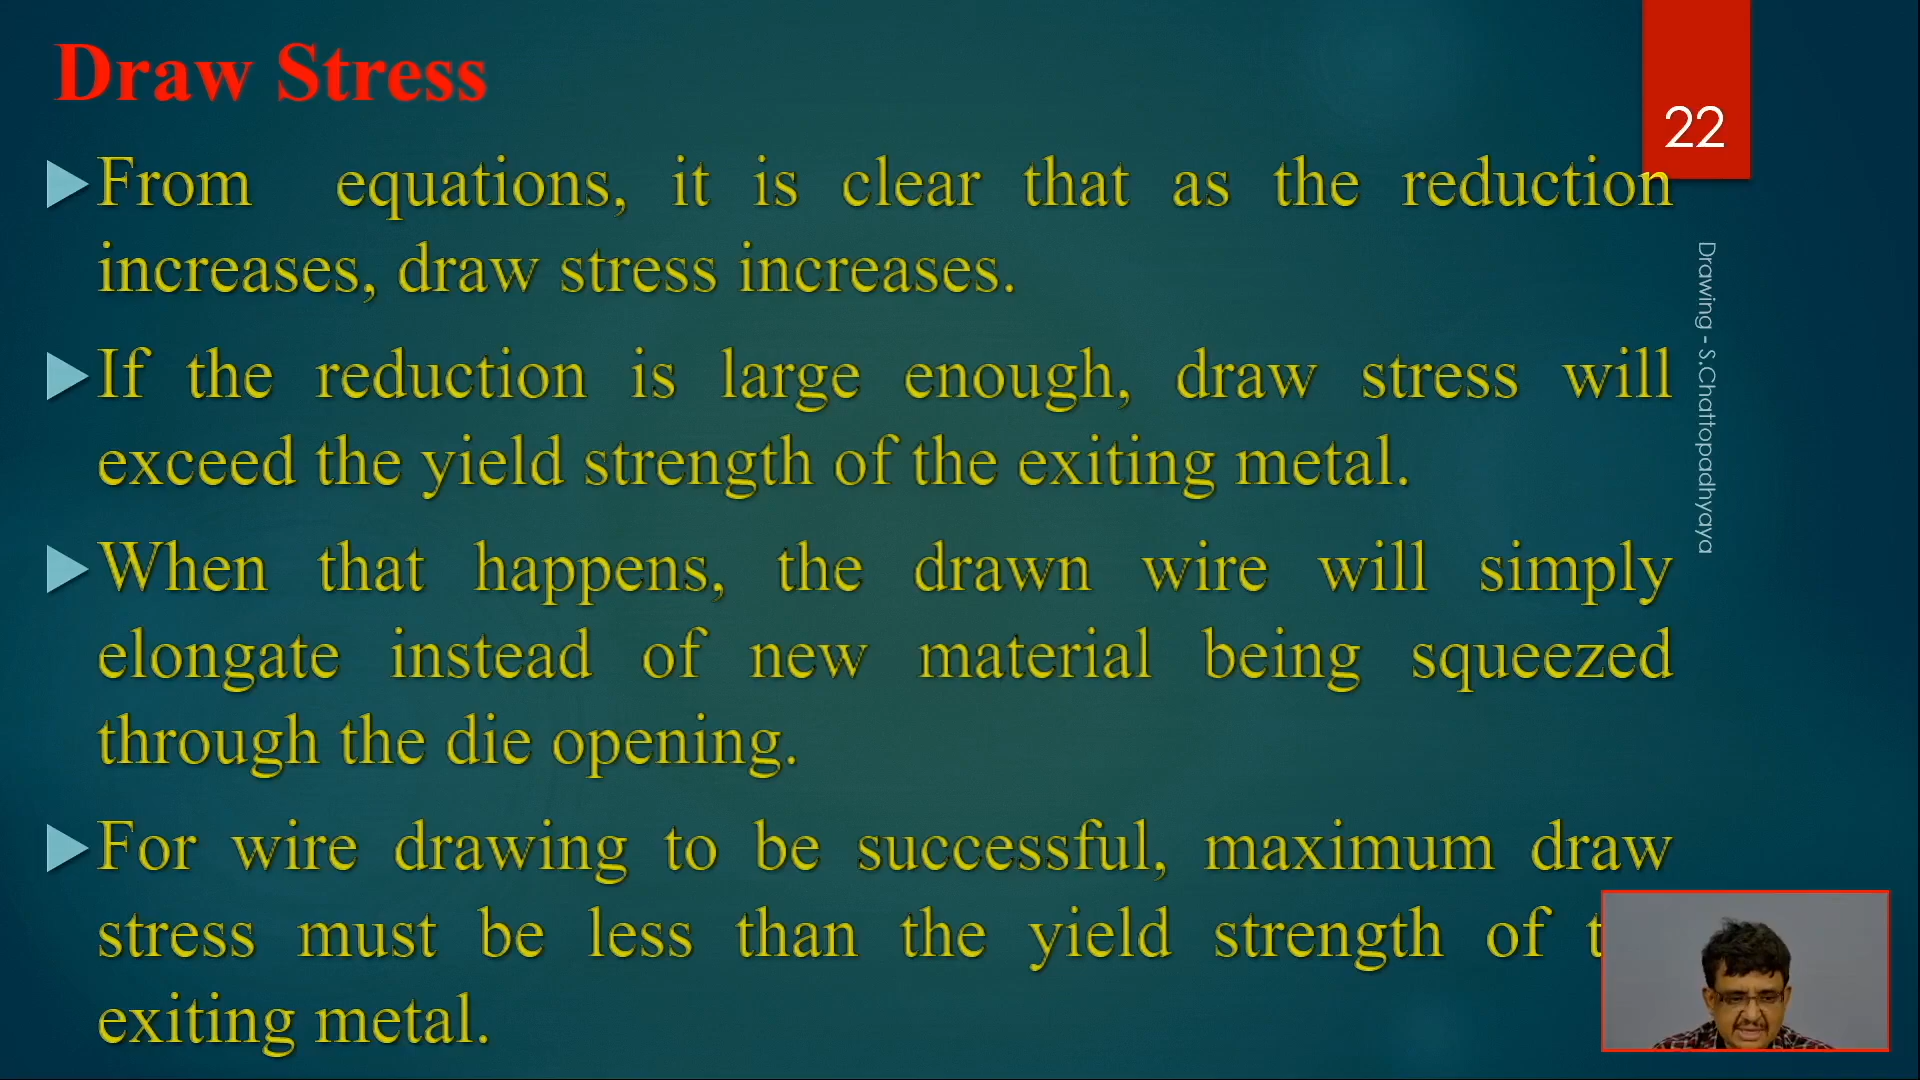 Draw Stress
22
From equations, it is clear that as the reduction
increases, draw stress increases.
If the reduction is large enough, draw stress will
exceed the yield strength of the exiting metal.
When that happens, the drawn wire will simply
elongate instead of new material being squeezed
through the die opening.
For wire drawing to be successful, maximum draw
stress must be less than the yield strength of
exiting metal.
Drawing - S.Chattopadhyaya